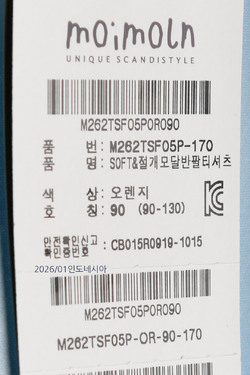 moimoln
UNIQUE SCANDISTYLE
M262TSF05POR090
품 번: M262TSF05P-170
품 명: SOFT&절개모달반팔티셔츠
색 상: 오렌지
호 칭: 90 (90-130)
안전확인신고
확인증번호 : CB015R0919-1015
2026/01인도네시아
M262TSF05POR090
M262TSF05P-OR-90-170